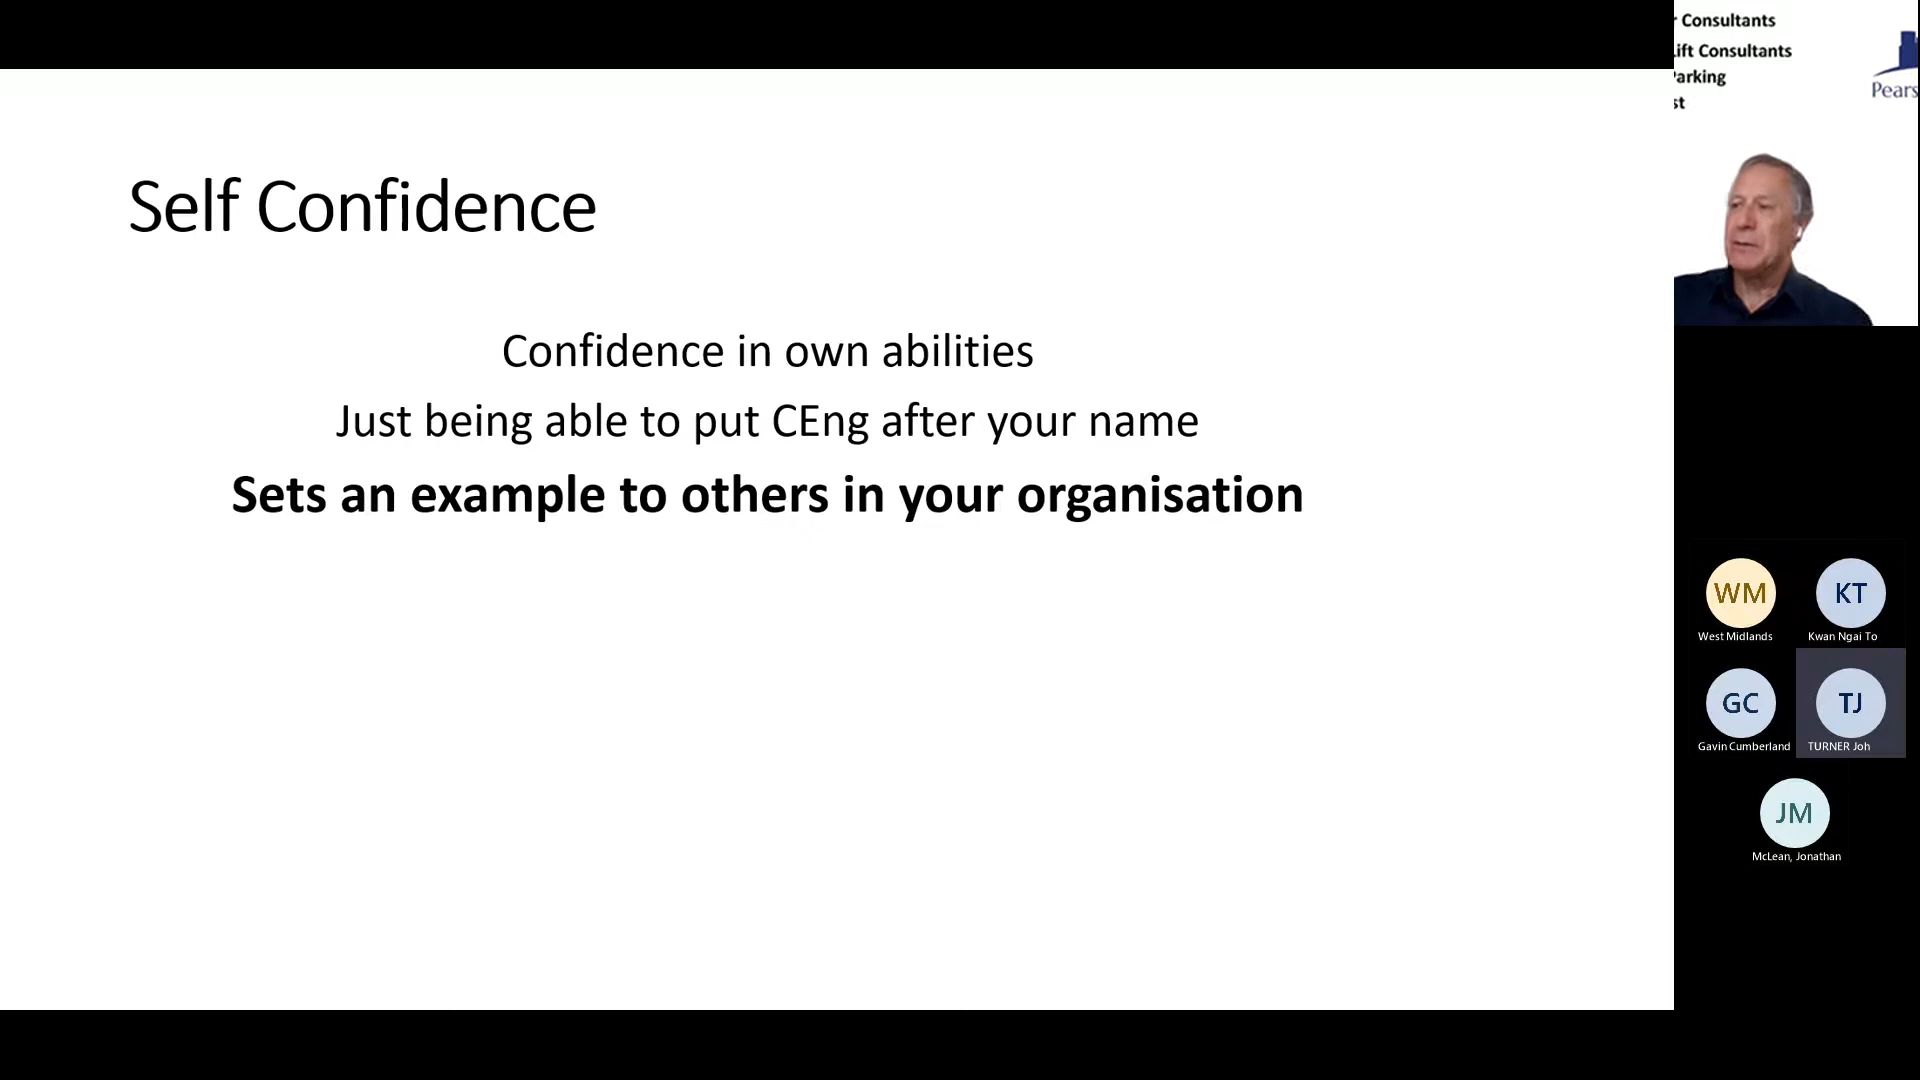 Self Confidence
Confidence in own abilities
Just being able to put CEng after your name
Sets an example to others in your organisation
Consultants
Lift Consultants
Parking
Pears
WM
West Midlands
KT
Kwan Ngai To
GC
Gavin Cumberland
TJ
TURNER Joh
JM
McLean, Jonathan